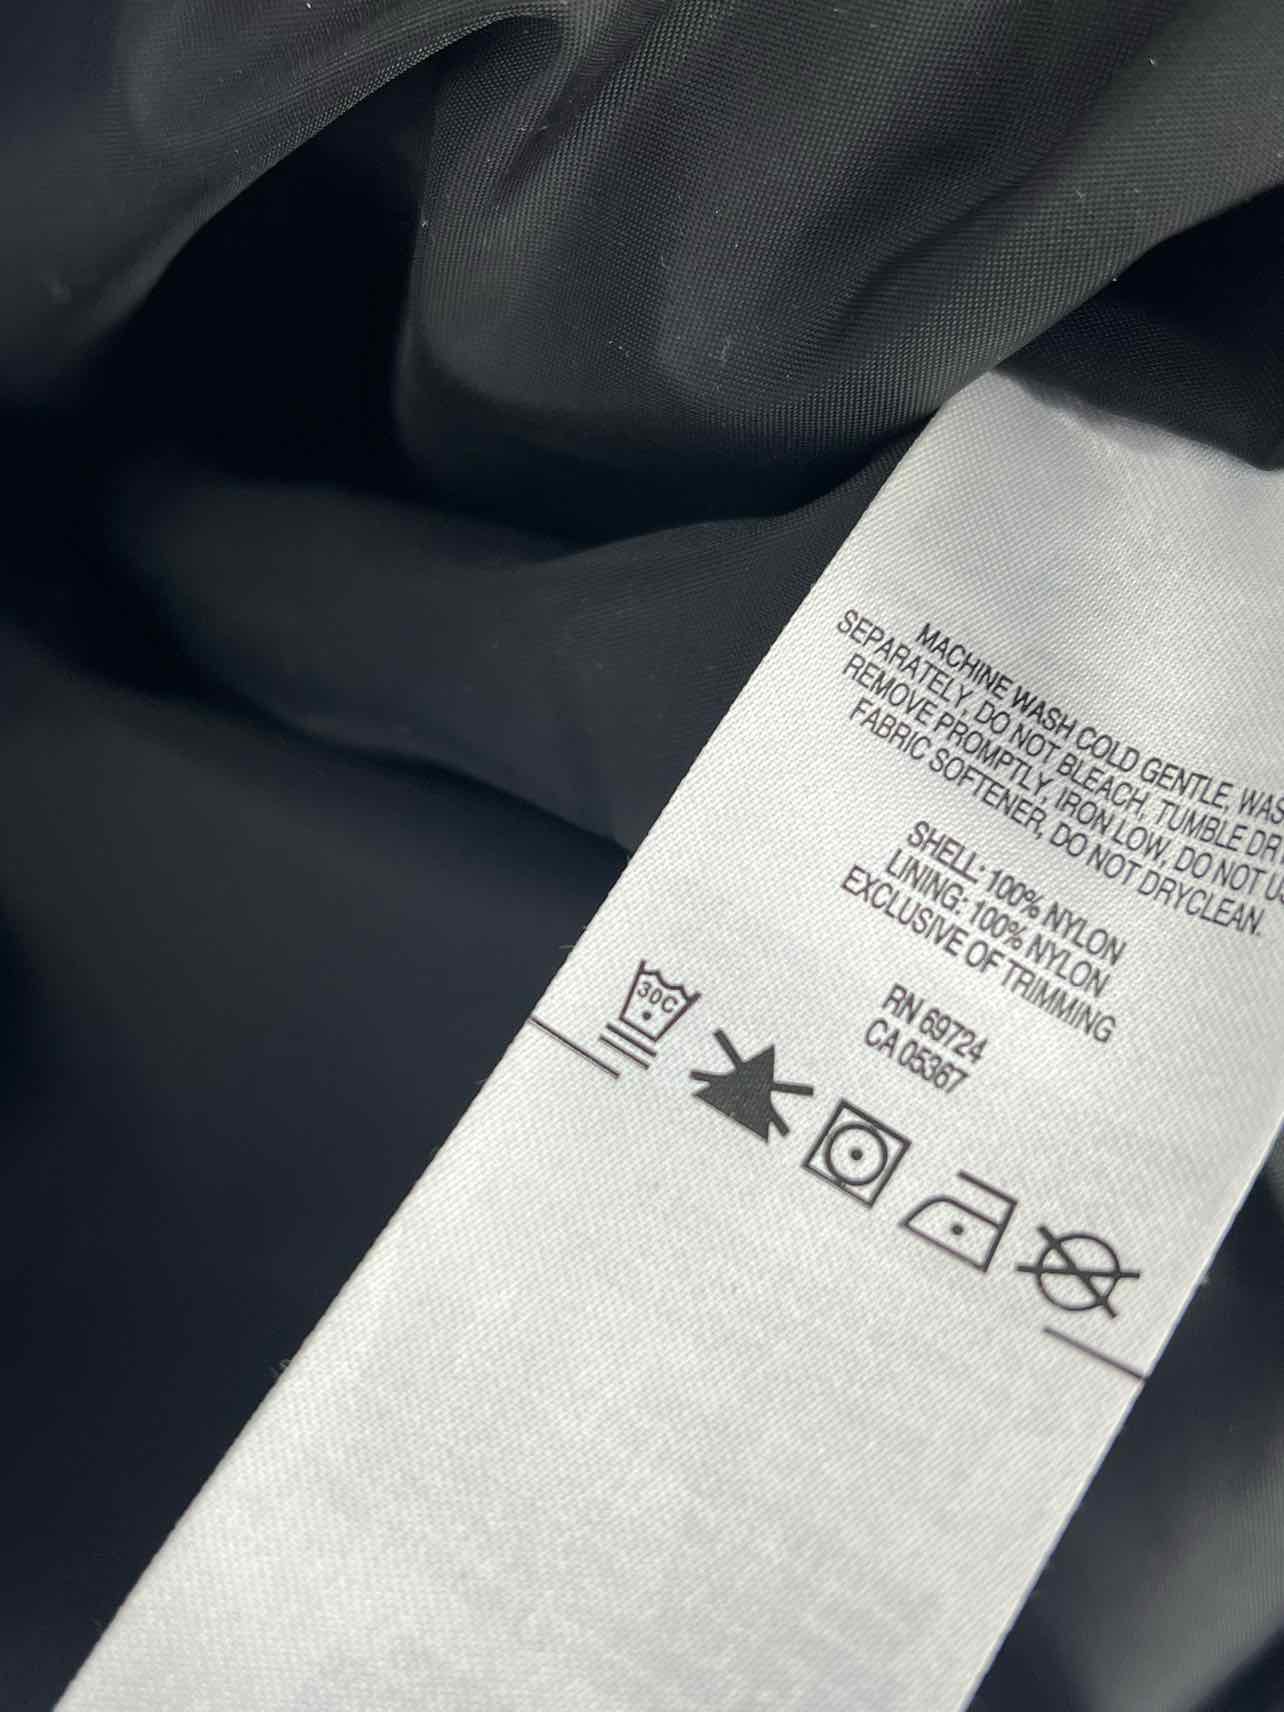 MACHINE WASH COLD GENTLE, WAS
SEPARATELY, DO NOT BLEACH, TUMBLE DR
REMOVE PROMPTLY, IRON LOW, DO NOT US
FABRIC SOFTENER, DO NOT DRYCLEAN.
SHELL: 100% NYLON
LINING: 100% NYLON
EXCLUSIVE OF TRIMMING
RN 69724
CA 05367
30C